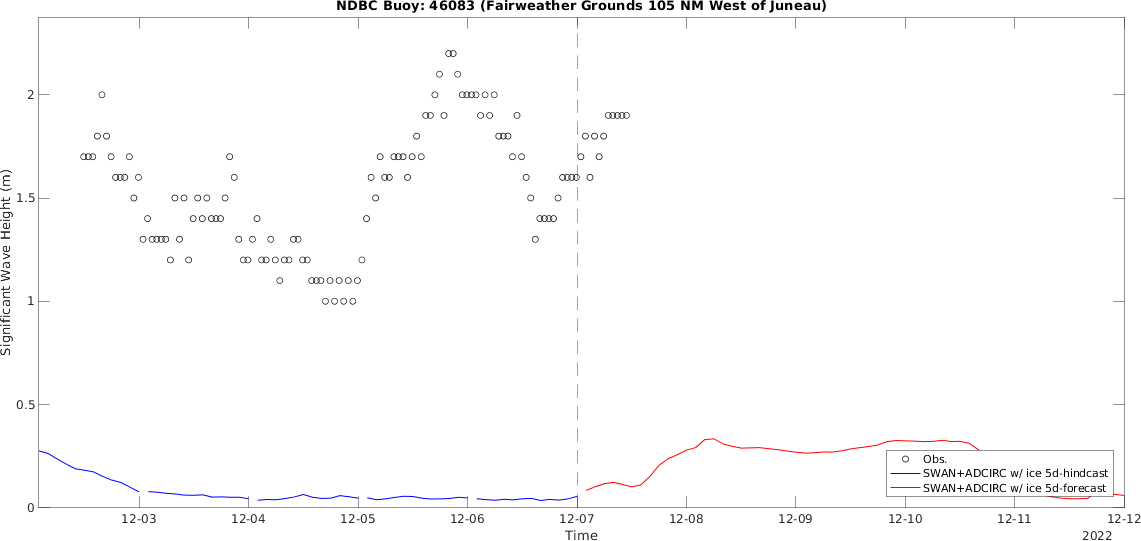 NDBC Buoy: 46083 (Fairweather Grounds 105 NM West of Juneau)
Significant Wave Height (m)
2
1.5
1
0.5
0
Obs.
SWAN+ADCIRC w/ ice 5d-hindcast
SWAN+ADCIRC w/ ice 5d-forecast
12-03 12-04 12-05 12-06 12-07 12-08 12-09 12-10 12-11 12-12
Time
2022